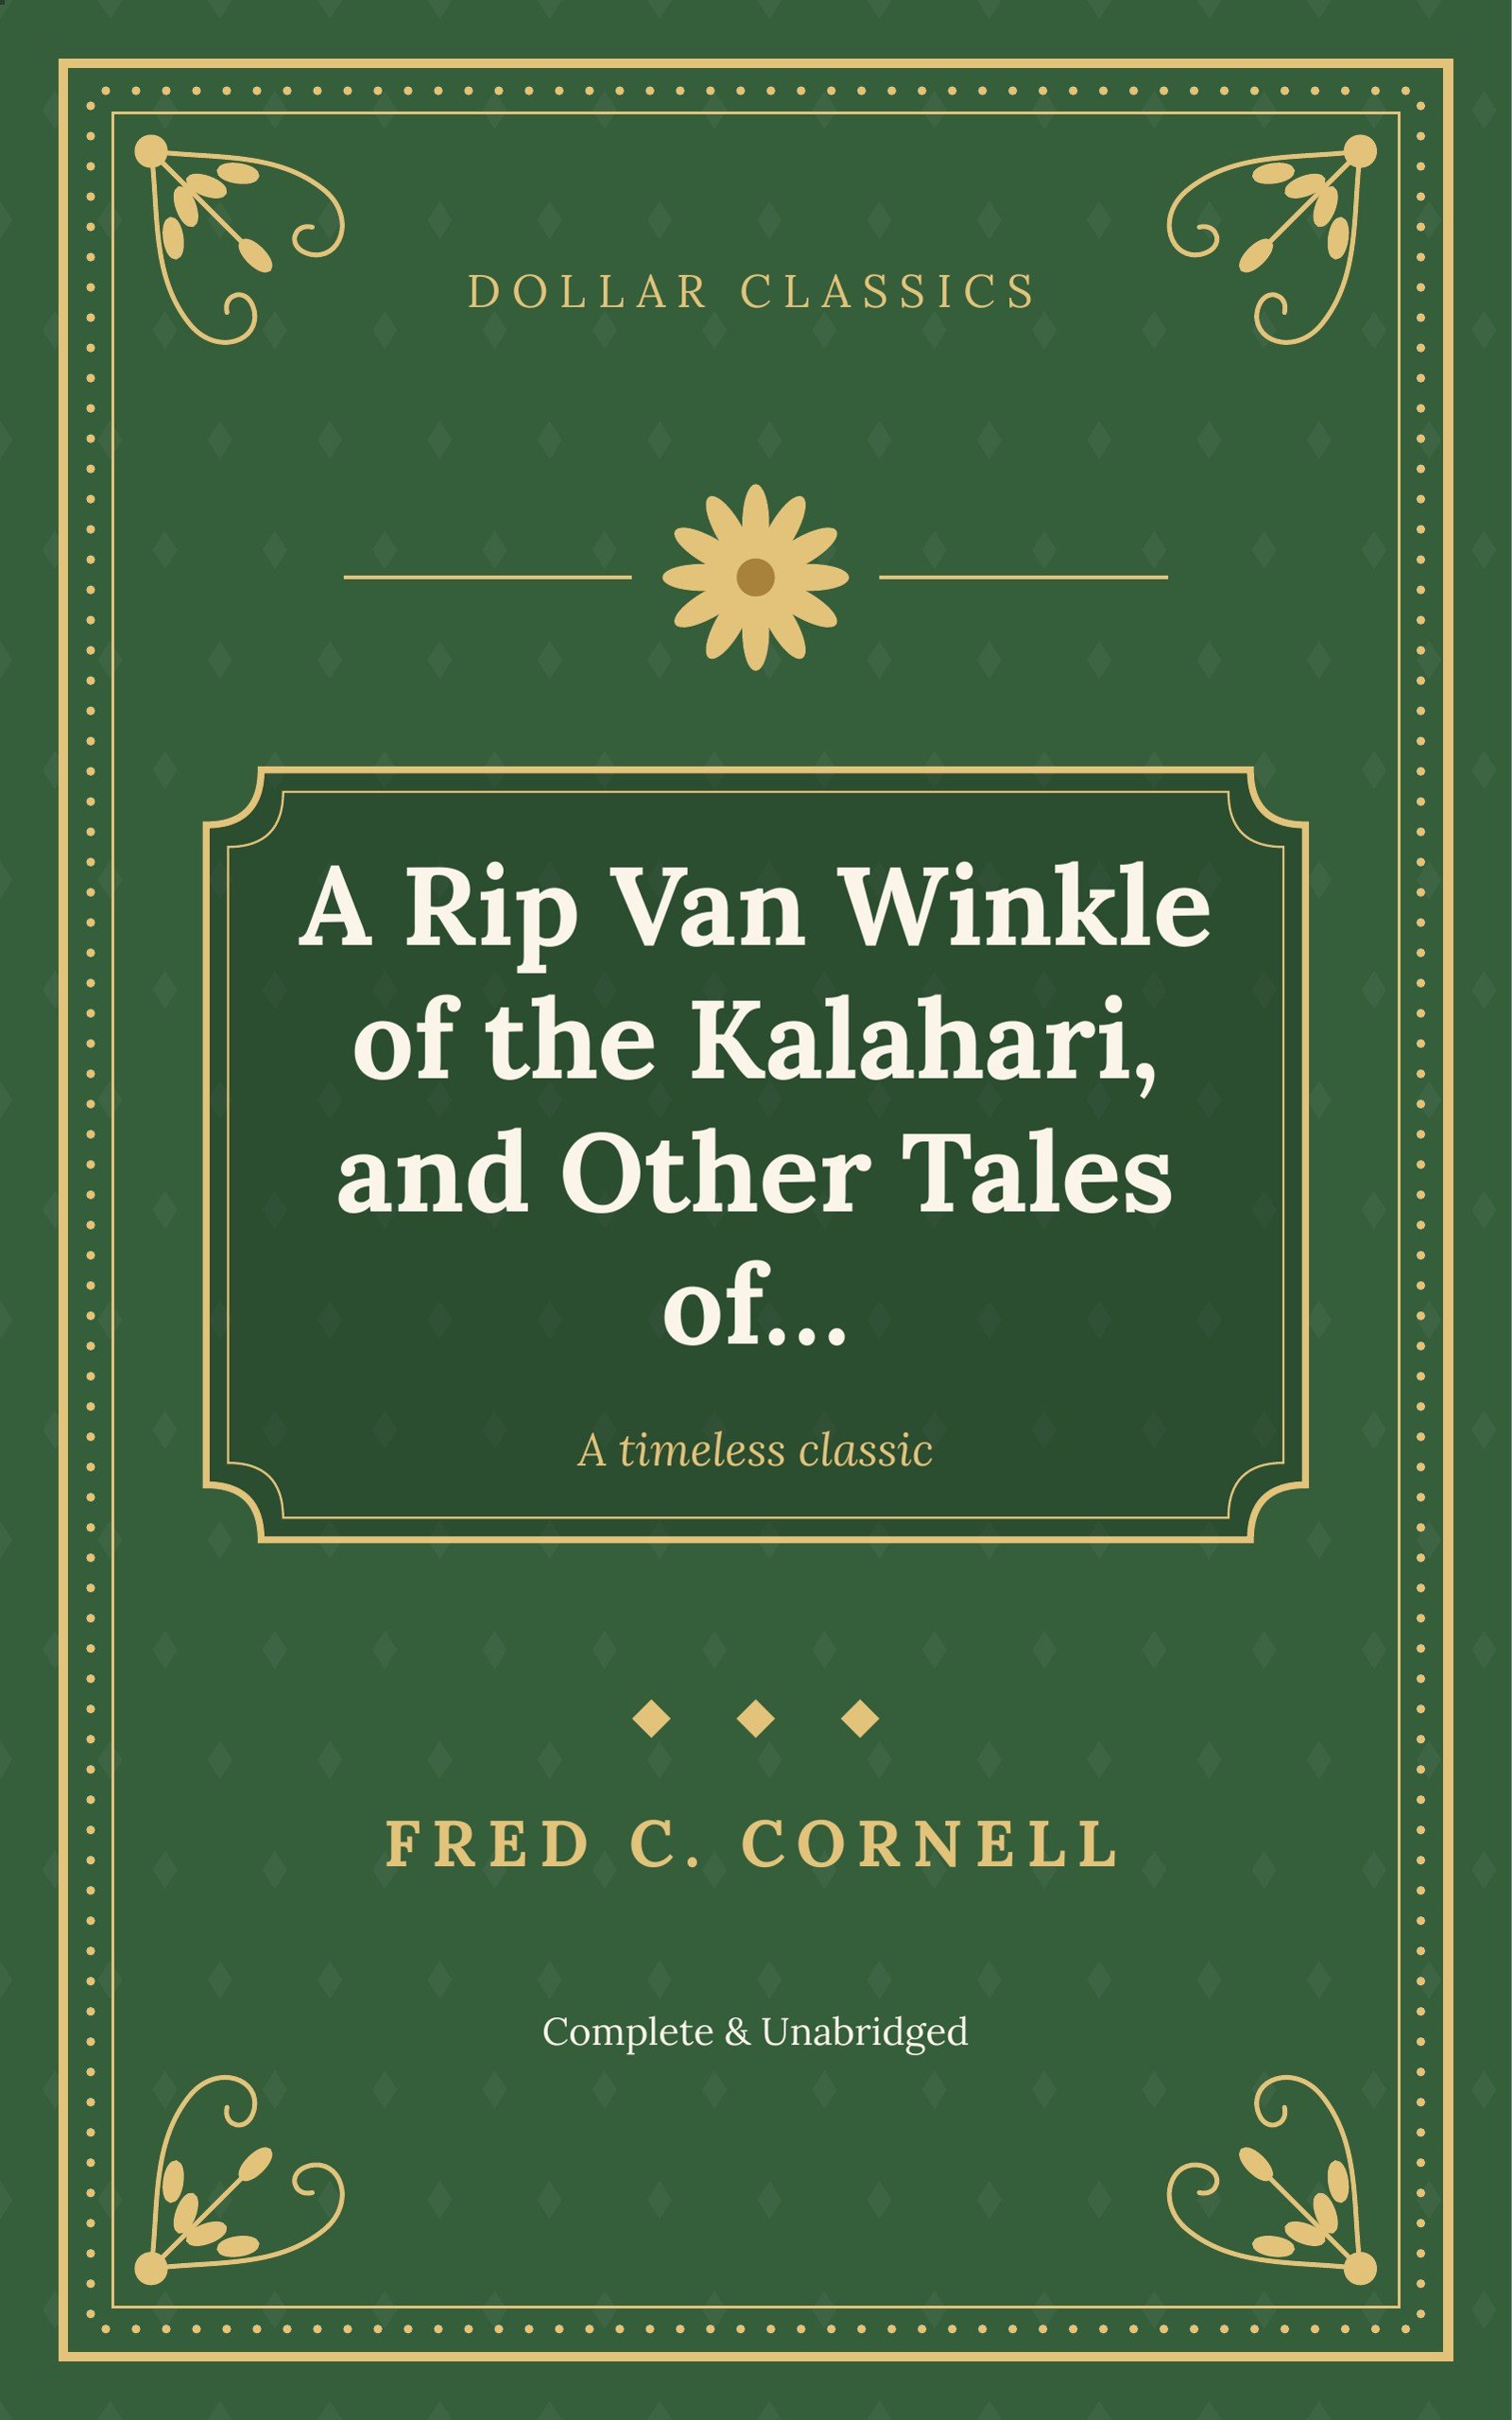 DOLLAR CLASSICS
A Rip Van Winkle
of the Kalahari,
and Other Tales
of...
A timeless classic
FRED C. CORNELL
Complete & Unabridged